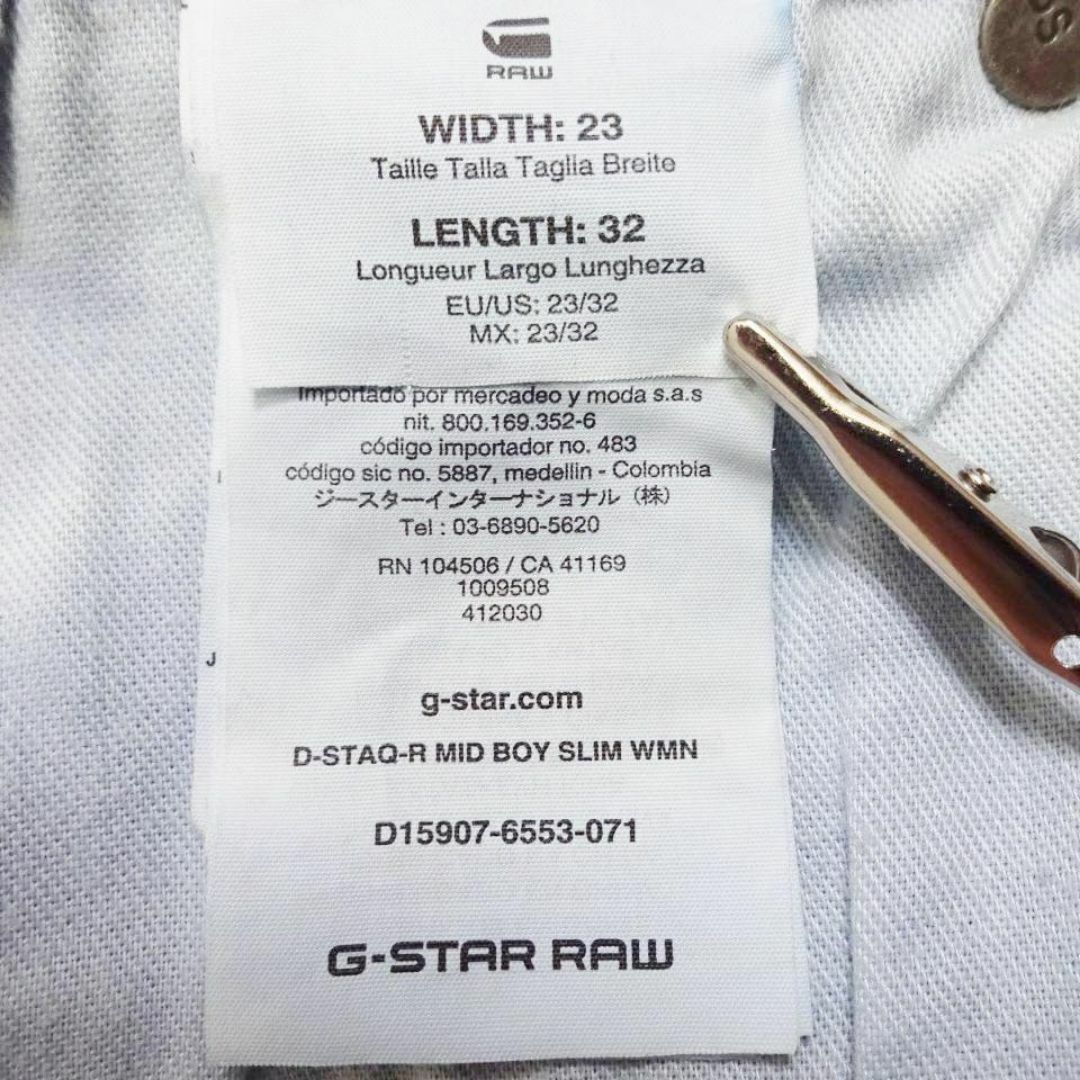 RAW
WIDTH: 23
Taille Talla Taglia Breite
LENGTH: 32
Longueur Largo Lunghezza
EU/US: 23/32
MX: 23/32
Importado por mercadeo y moda s.a.s
nit. 800.169.352-6
código importador no. 483
código sic no. 5887, medellin - Colombia
ジースターインターナショナル（株）
Tel : 03-6890-5620
RN 104506 / CA 41169
1009508
412030
J
g-star.com
D-STAQ-R MID BOY SLIM WMN
D15907-6553-071
G-STAR RAW